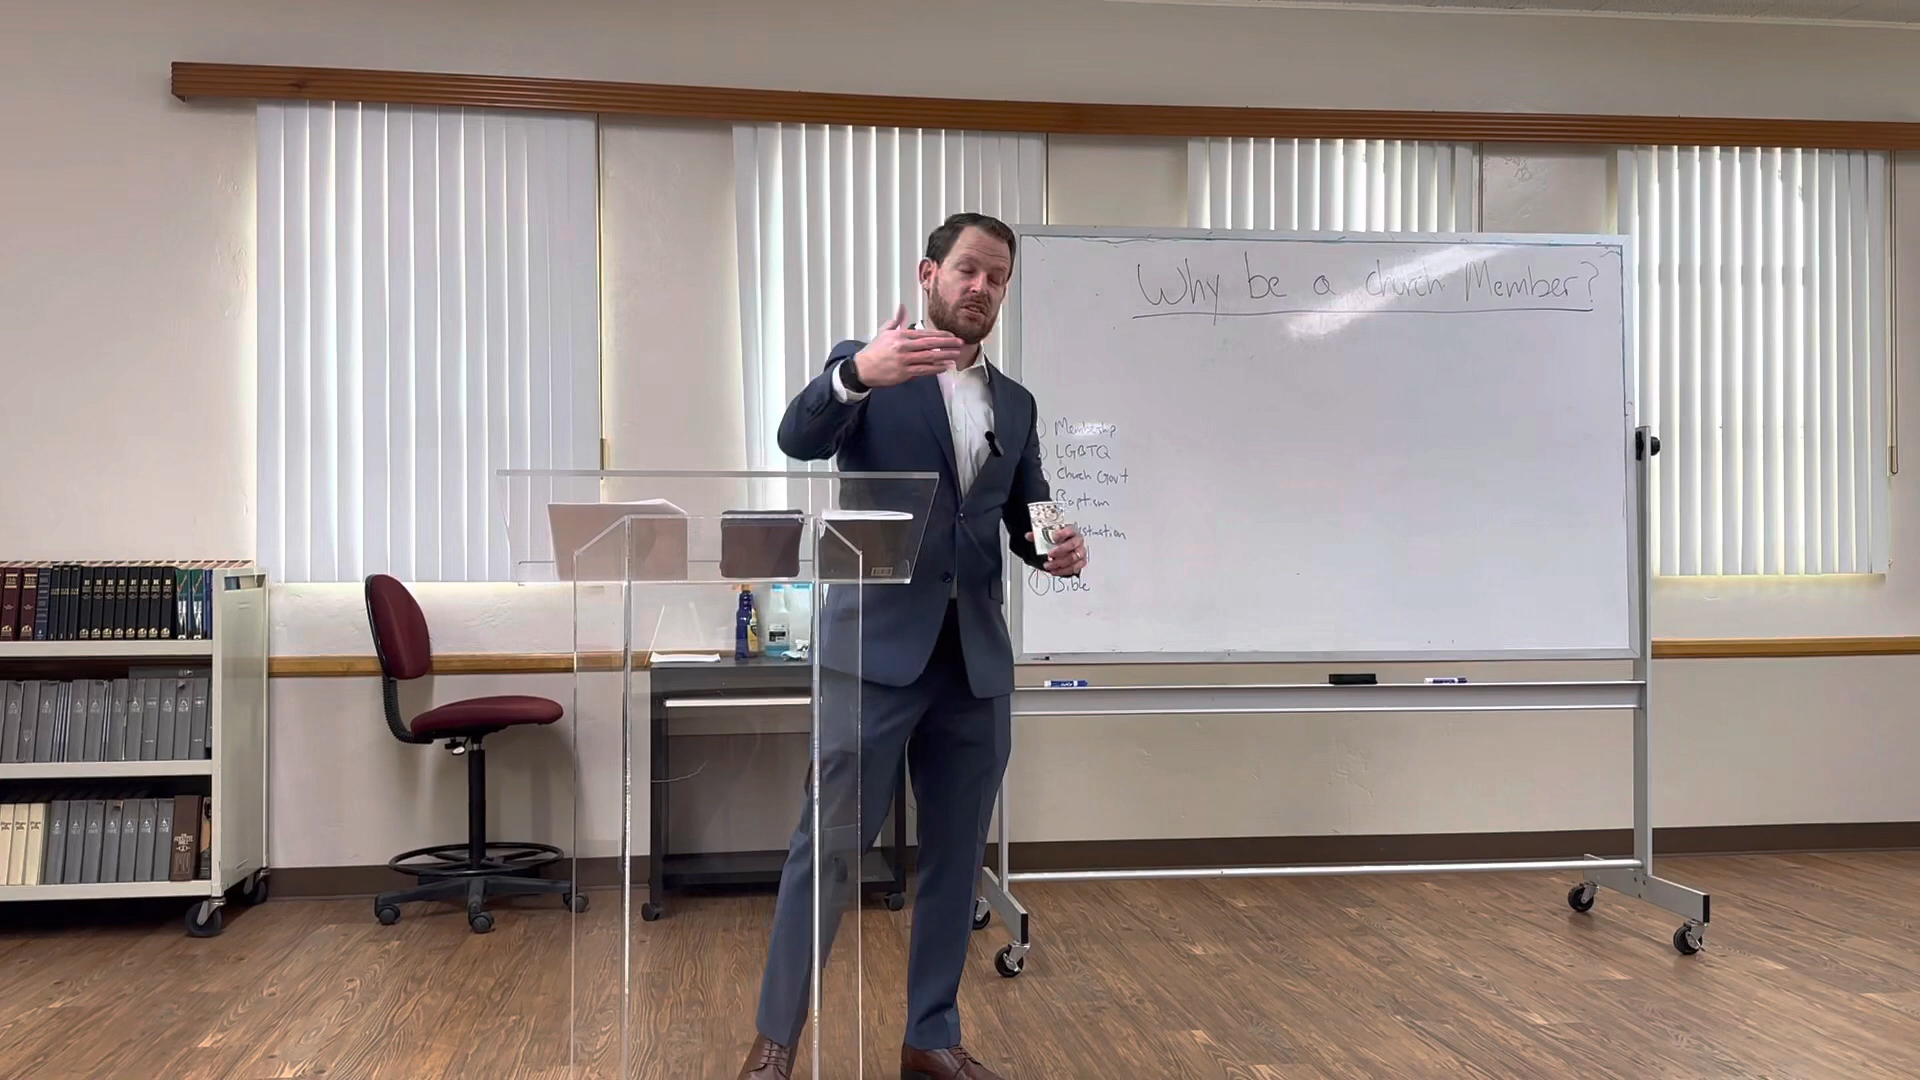 Why be a church Member?
Membership
LGBTQ
Church Gov't
Baptism
Bible